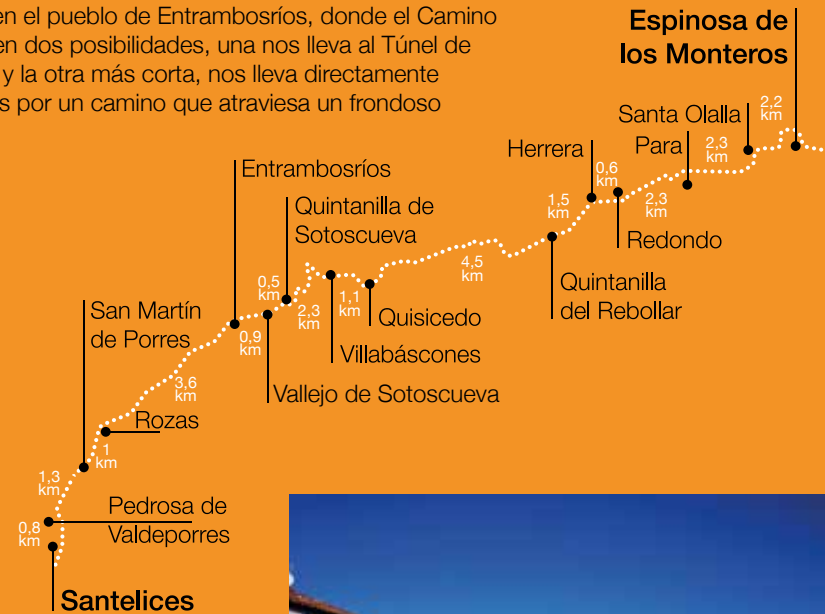 en el pueblo de Entrambosríos, donde el Camino
en dos posibilidades, una nos lleva al Túnel de
y la otra más corta, nos lleva directamente
s por un camino que atraviesa un frondoso
Espinosa de
los Monteros
2,2
km
Santa Olalla
2,3
km
Para
2,3
km
Redondo
0,6
km
Herrera
1,5
km
Quintanilla
del Rebollar
4,5
km
Quisicedo
1,1
km
Villabáscones
2,3
km
Quintanilla de
Sotoscueva
0,5
km
Vallejo de Sotoscueva
0,9
km
Entrambosríos
3,6
km
Rozas
1
km
San Martín
de Porres
1,3
km
Pedrosa de
Valdeporres
0,8
km
Santelices